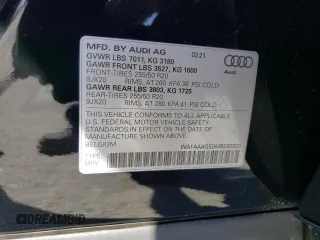 MFD. BY AUDI AG 02 21
GVWR LBS 7011, KG 3180
GAWR FRONT LBS 3527, KG 1600
FRONT-TIRES 255/50 R20
9JX20 RIMS, AT 260 KPA 38 PSI COLD
GAWR REAR LBS 3803, KG 1725
REAR-TIRES 255/50 R20
9JX20 RIMS, AT 280 KPA 41 PSI COLD
Audi
THIS VEHICLE CONFORMS TO ALL
APPLICABLE U.S. FEDERAL MOTOR
VEHICLE SAFETY STANDARDS
IN EFFECT ON THE DATE OF
MANUFACTURE SHOWN ABOVE.
BELGIUM
TYPE:
MPV